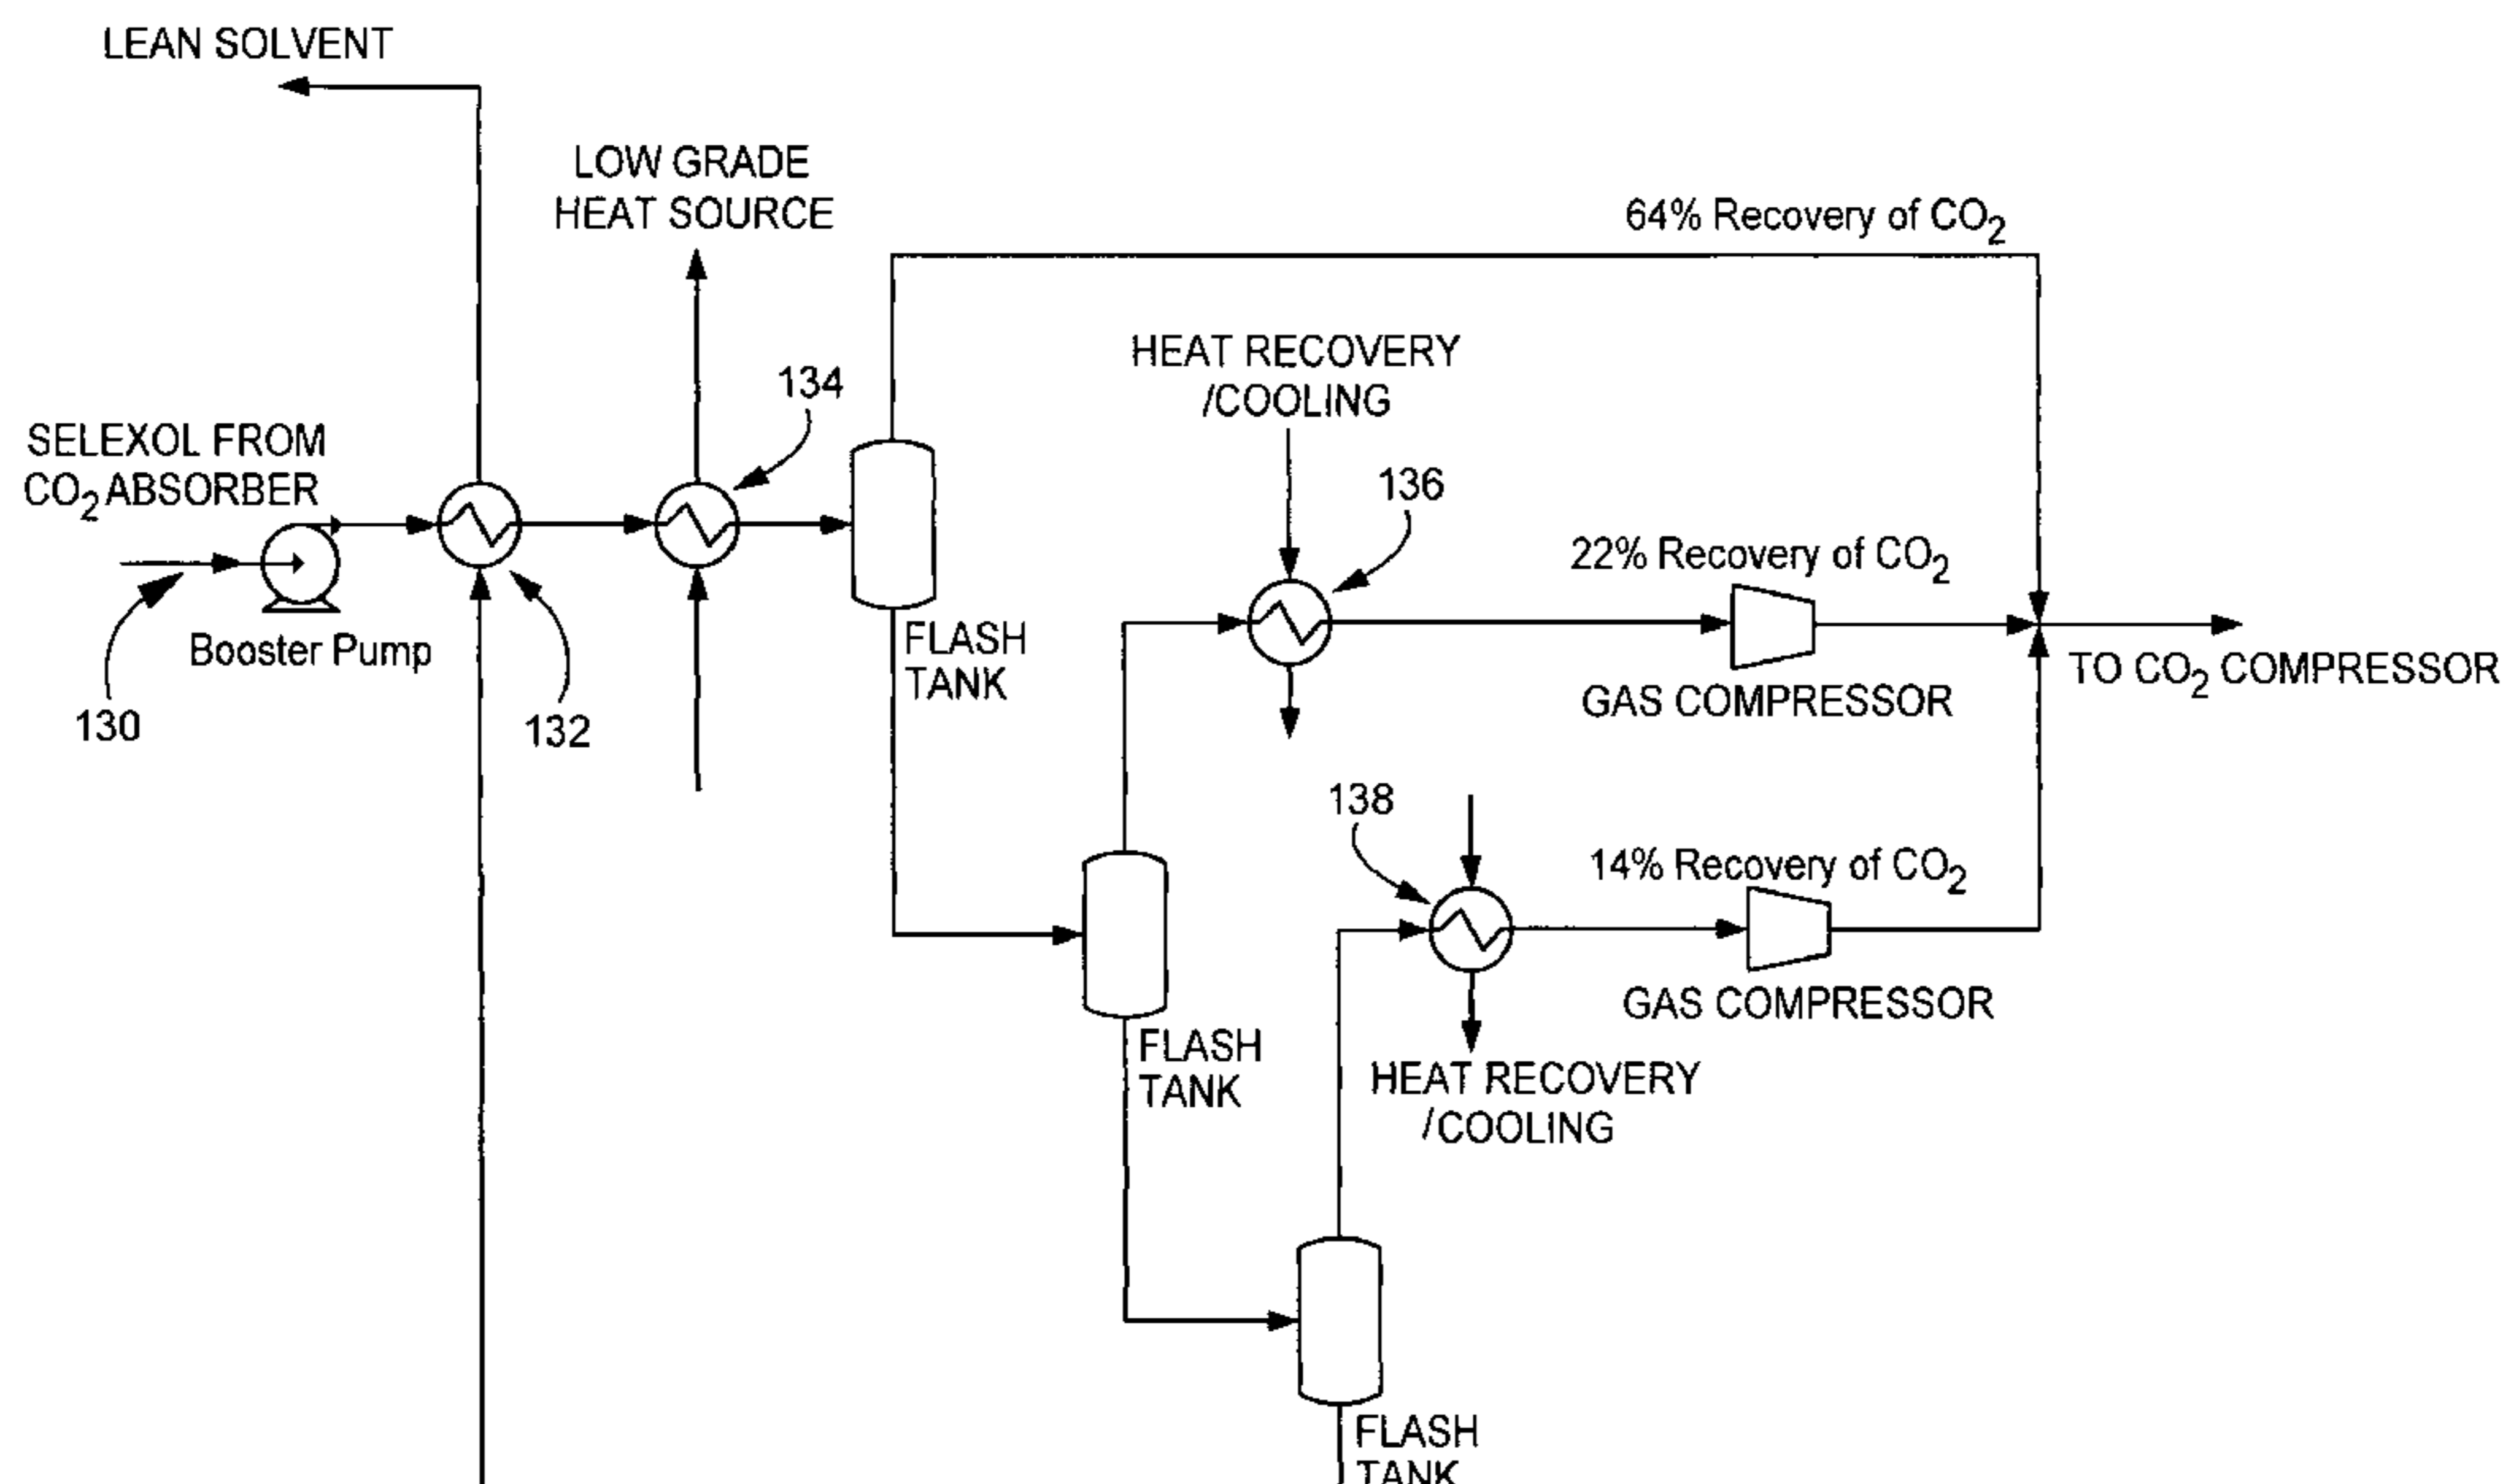 LEAN SOLVENT
LOW GRADE
HEAT SOURCE
64% Recovery of CO2
HEAT RECOVERY
/COOLING
134
SELEXOL FROM
CO2 ABSORBER
136
22% Recovery of CO2
Booster Pump
FLASH
TANK
TO CO2 COMPRESSOR
GAS COMPRESSOR
130
132
138
14% Recovery of CO2
GAS COMPRESSOR
FLASH
TANK
HEAT RECOVERY
/COOLING
FLASH
TANK